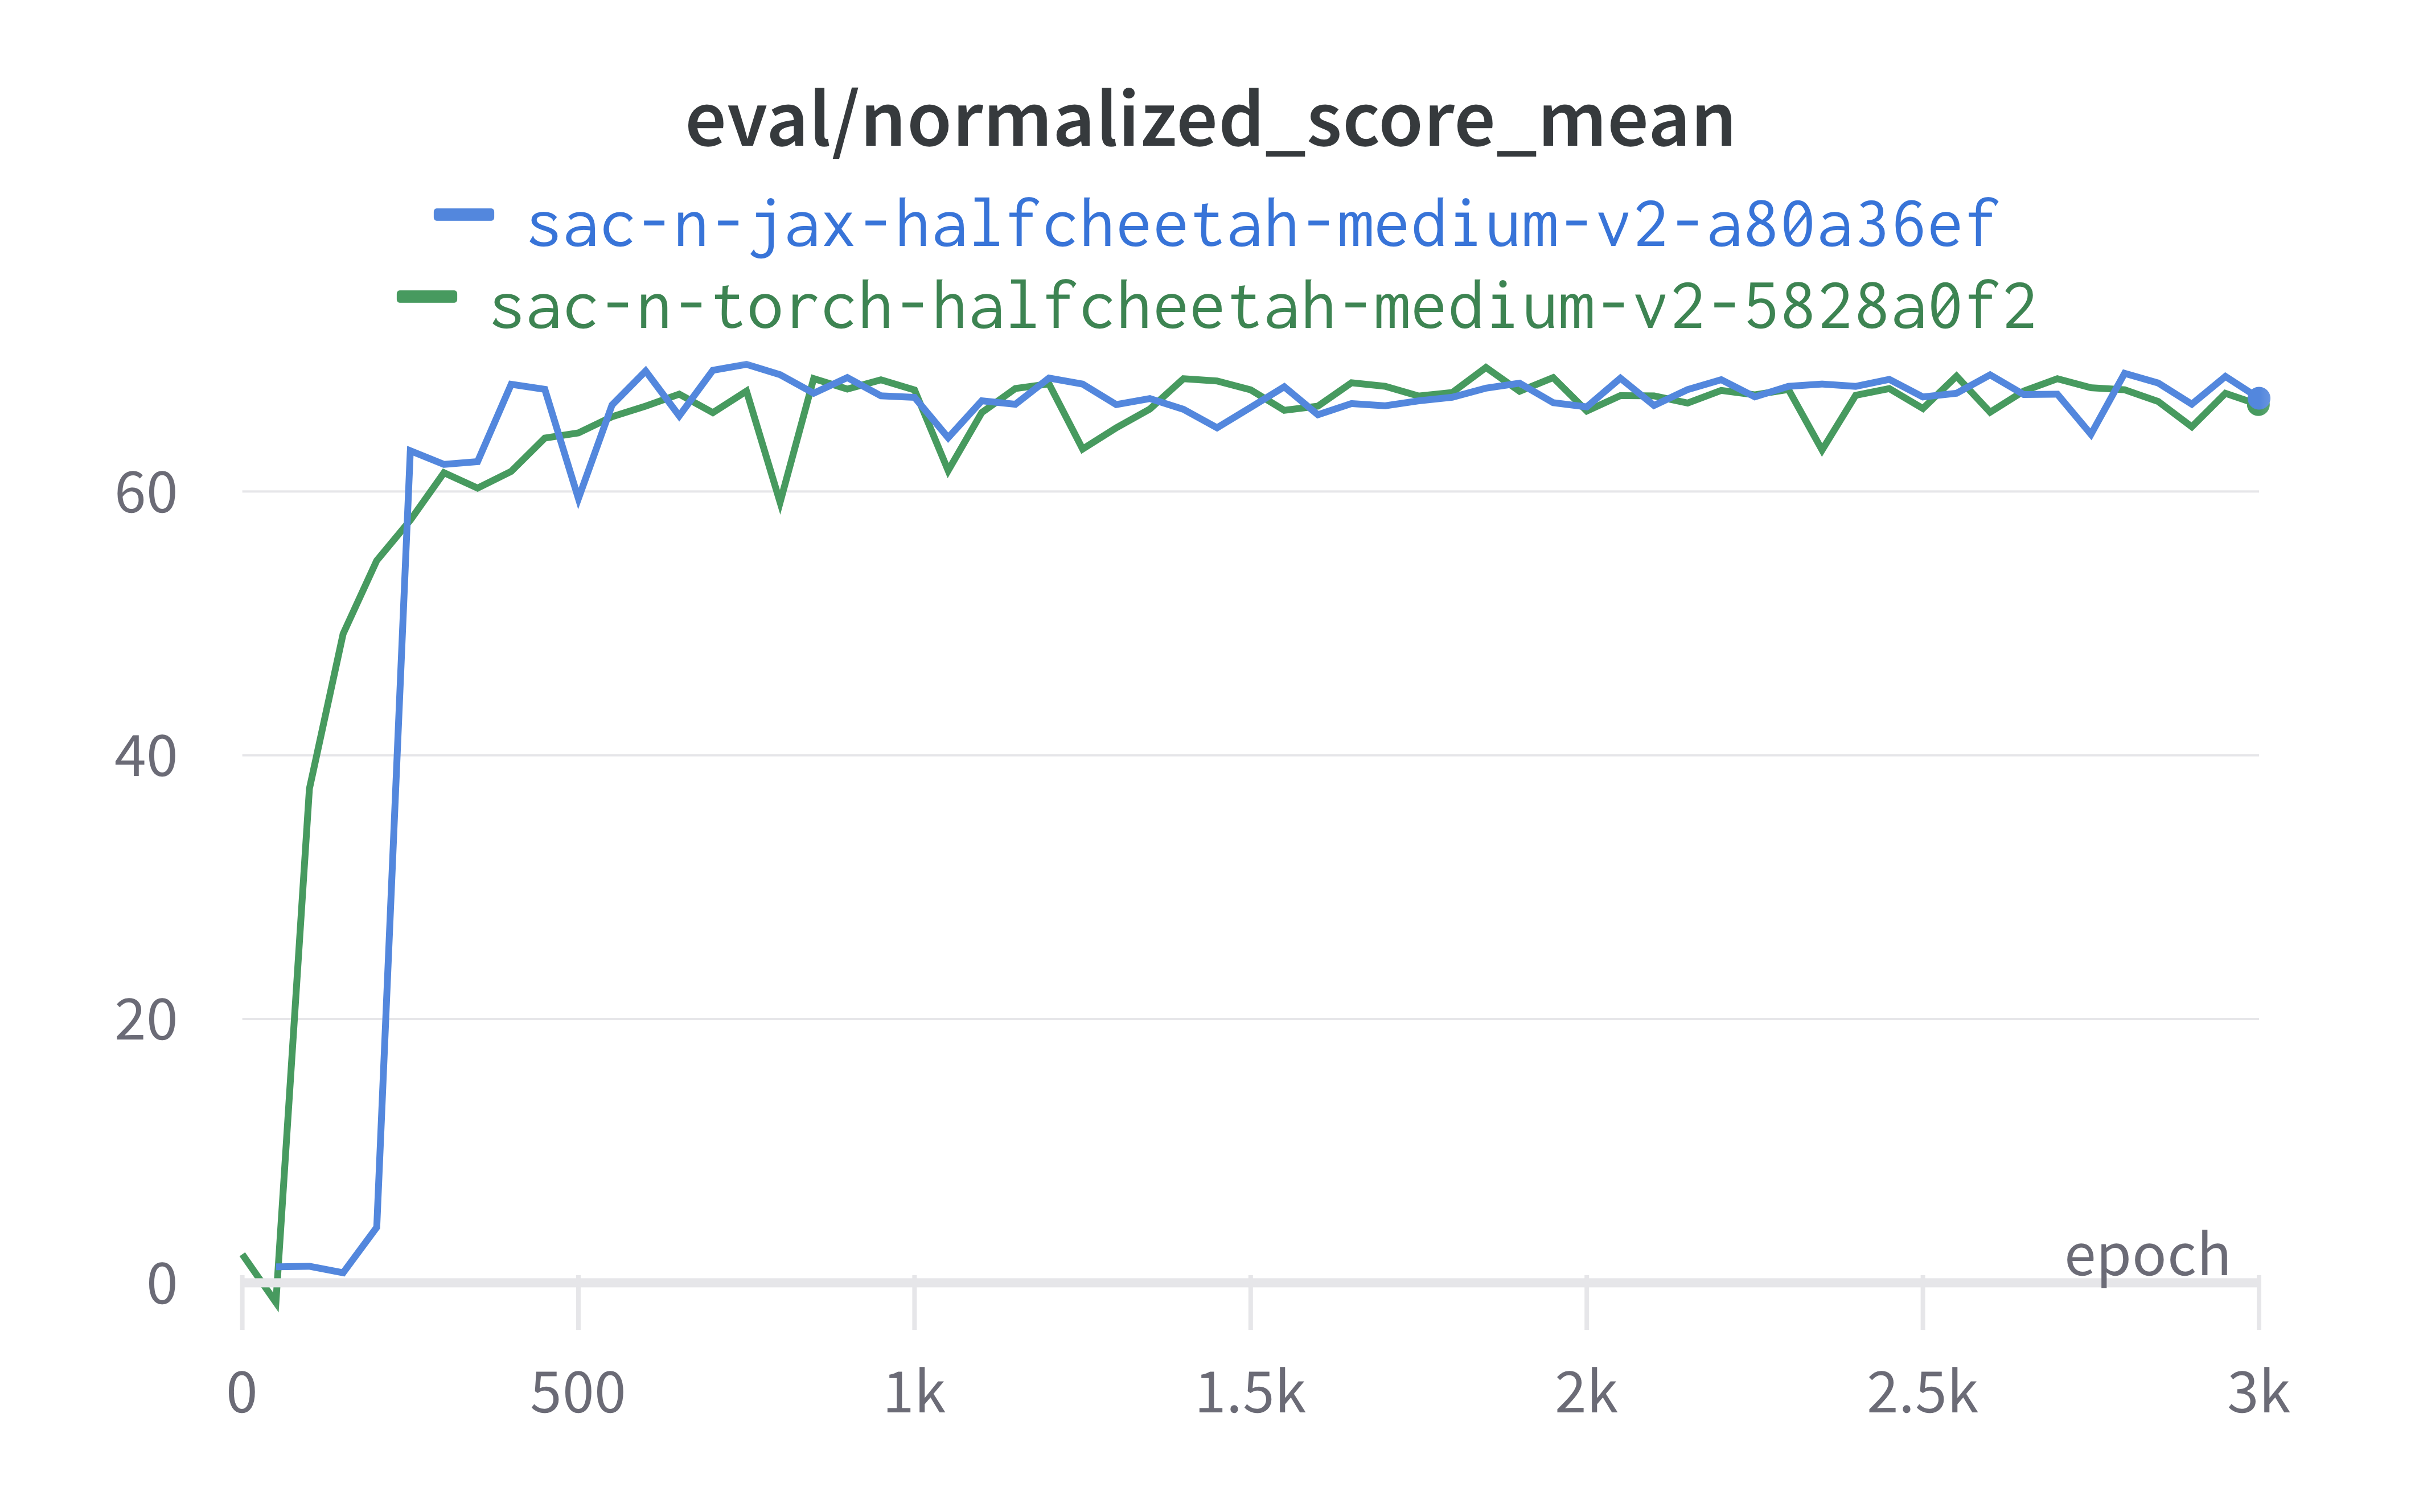 eval/normalized_score_mean
sac-n-jax-halfcheetah-medium-v2-a80a36ef
sac-n-torch-halfcheetah-medium-v2-5828a0f2
60
40
20
0
epoch
0 500 1k 1.5k 2k 2.5k 3k